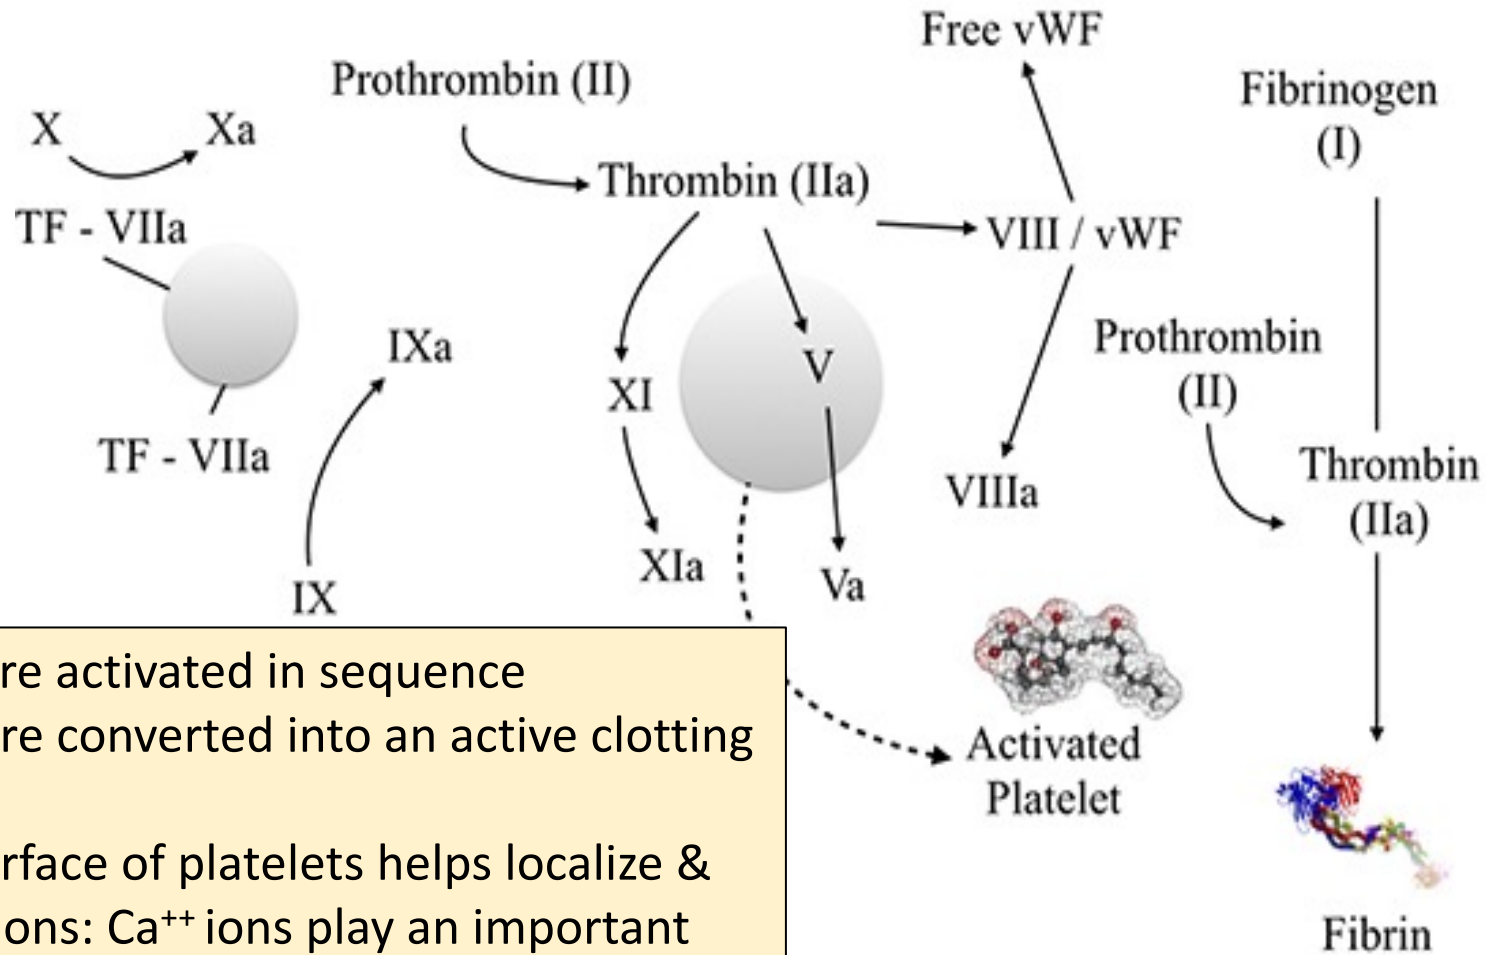 Free vWF
Prothrombin (II)
Fibrinogen
(I)
X
Xa
Thrombin (IIa)
TF - VIIa
VIII / vWF
IXa
V
Prothrombin
(II)
XI
TF - VIIa
Thrombin
(IIa)
VIIIa
XIa
Va
IX
re activated in sequence
re converted into an active clotting
rface of platelets helps localize &
ons: Ca⁺⁺ ions play an important
Activated
Platelet
Fibrin